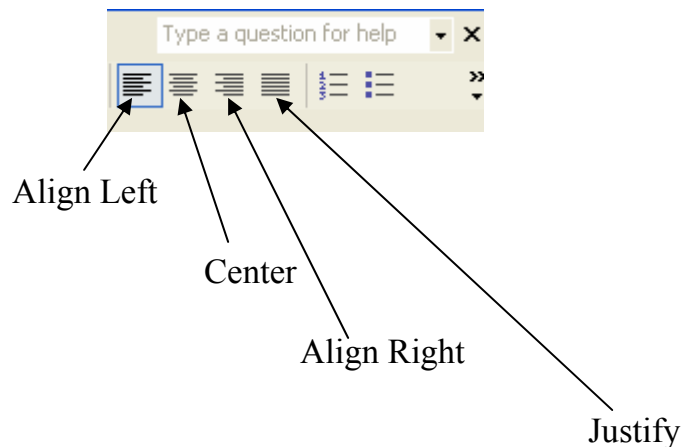 Type a question for help
Align Left
Center
Align Right
Justify